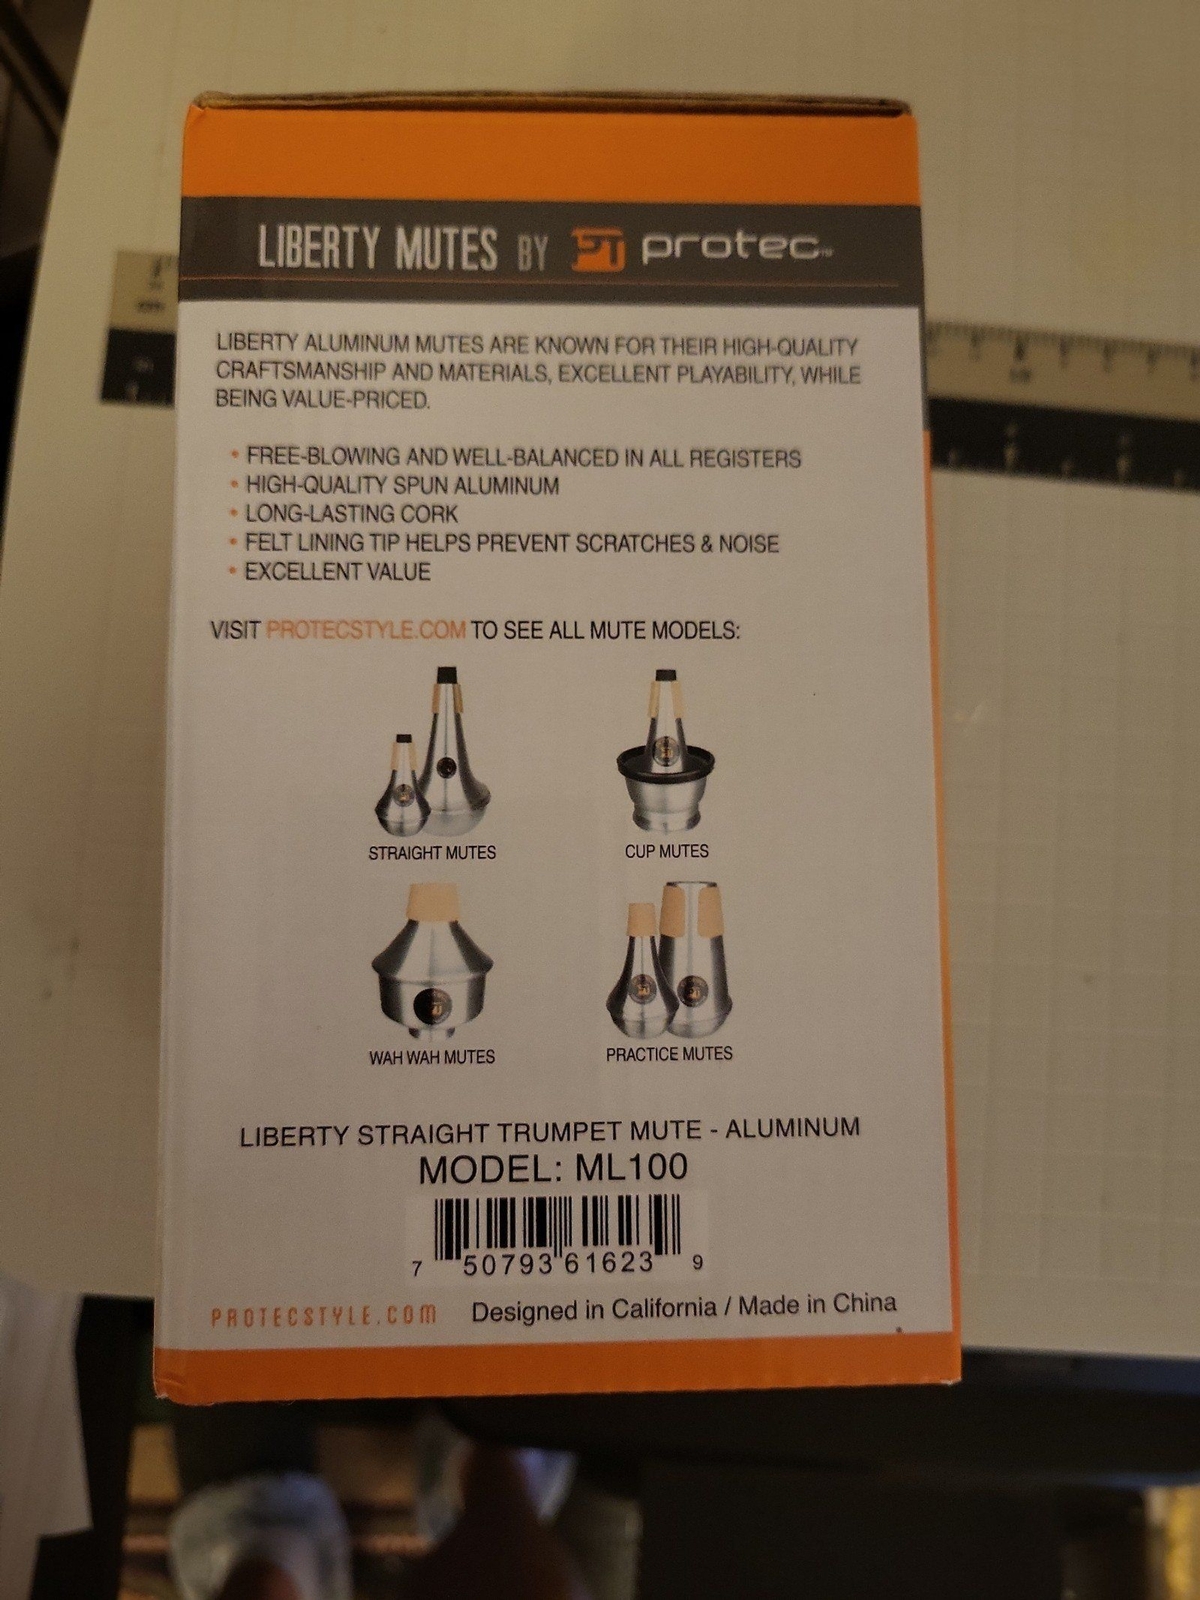 LIBERTY MUTES BY PT protec™
LIBERTY ALUMINUM MUTES ARE KNOWN FOR THEIR HIGH-QUALITY
CRAFTSMANSHIP AND MATERIALS, EXCELLENT PLAYABILITY, WHILE
BEING VALUE-PRICED.
• FREE-BLOWING AND WELL-BALANCED IN ALL REGISTERS
• HIGH-QUALITY SPUN ALUMINUM
• LONG-LASTING CORK
• FELT LINING TIP HELPS PREVENT SCRATCHES & NOISE
• EXCELLENT VALUE
VISIT PROTECSTYLE.COM TO SEE ALL MUTE MODELS:
STRAIGHT MUTES
CUP MUTES
WAH WAH MUTES
PRACTICE MUTES
LIBERTY STRAIGHT TRUMPET MUTE - ALUMINUM
MODEL: ML100
7 50793 61623 9
PROTECSTYLE.COM Designed in California / Made in China